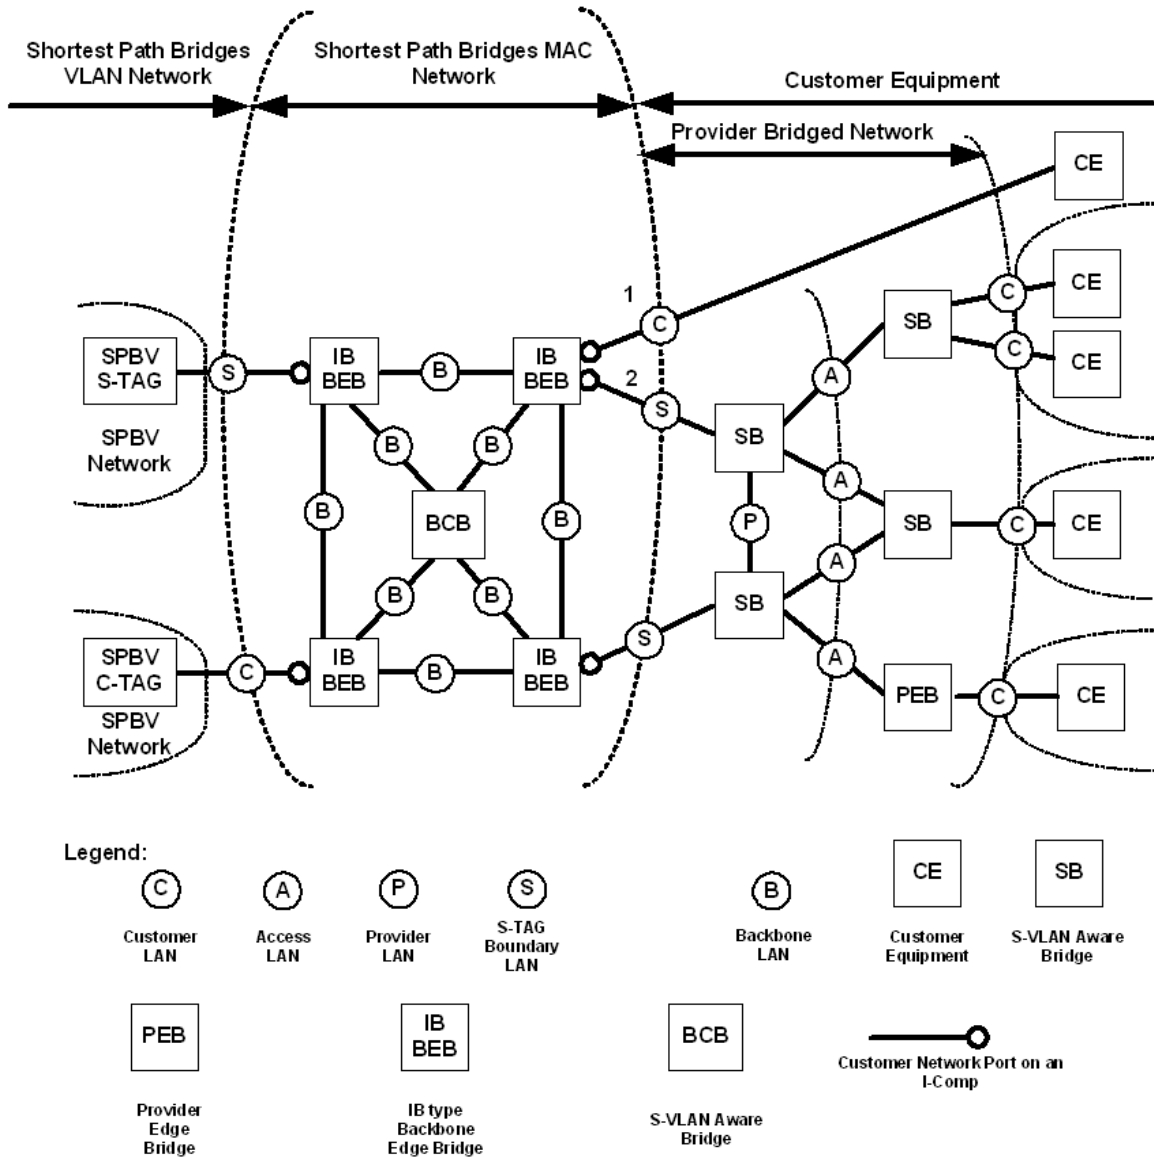 Shortest Path Bridges
VLAN Network
Shortest Path Bridges MAC
Network
Customer Equipment
Provider Bridged Network
CE
1
C
C
CE
SB
C
CE
SPBV
S-TAG
S
IB
BEB
B
IB
BEB
2
S
A
SPBV
Network
B
B
SB
A
B
BCB
B
P
SB
C
CE
A
B
B
SB
S
A
SPBV
C-TAG
C
IB
BEB
B
IB
BEB
PEB
C
CE
SPBV
Network
Legend:
C
A
P
S
B
CE
SB
Customer
LAN
Access
LAN
Provider
LAN
S-TAG
Boundary
LAN
Backbone
LAN
Customer
Equipment
S-VLAN Aware
Bridge
PEB
IB
BEB
BCB
Customer Network Port on an
I-Comp
Provider
Edge
Bridge
IB type
Backbone
Edge Bridge
S-VLAN Aware
Bridge